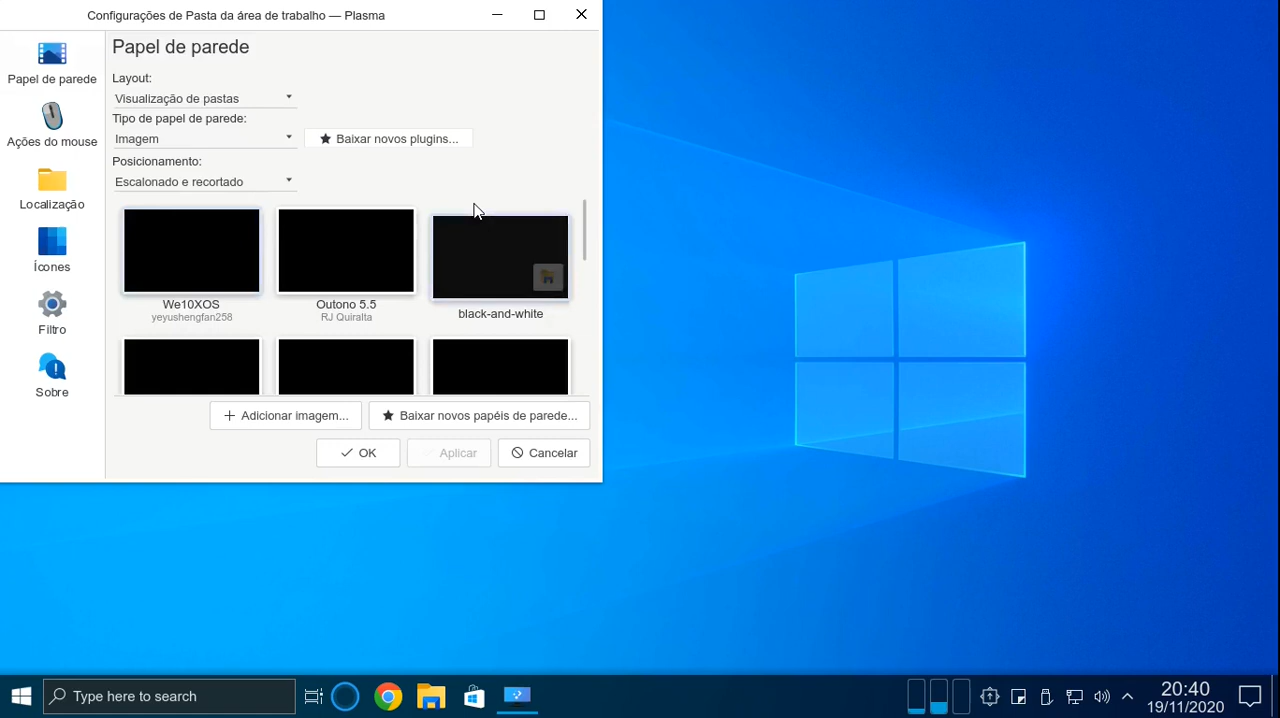 Configurações de Pasta da área de trabalho — Plasma
Papel de parede
Ações do mouse
Localização
Ícones
Filtro
Sobre
Papel de parede
Layout:
Visualização de pastas
Tipo de papel de parede:
Imagem
Baixar novos plugins...
Posicionamento:
Escalonado e recortado
We10XOS
yeyushengfan258
Outono 5.5
RJ Quiralta
black-and-white
Adicionar imagem...
Baixar novos papéis de parede...
OK
Aplicar
Cancelar
Type here to search
20:40
19/11/2020